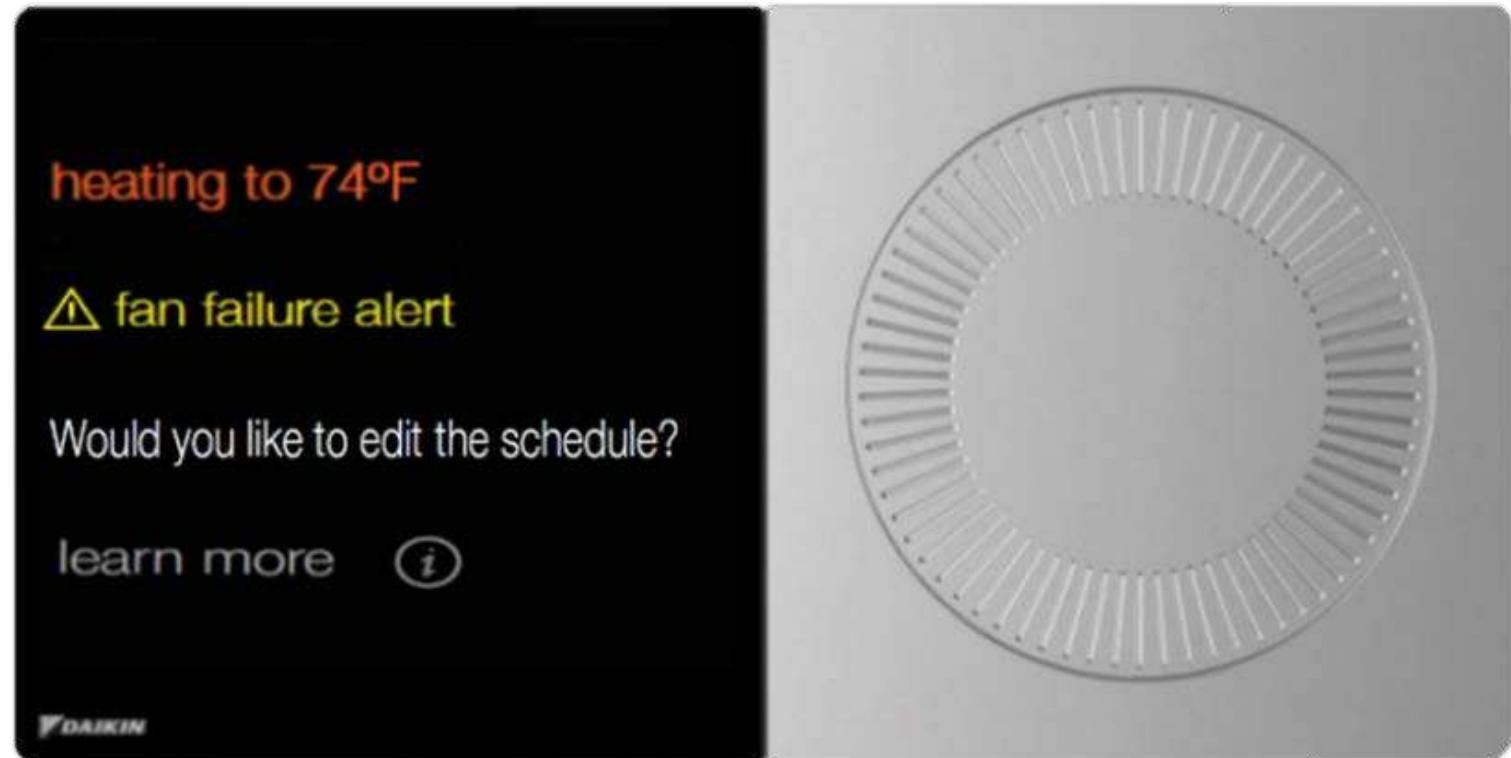 heating to 74ºF
fan failure alert
Would you like to edit the schedule?
learn more i
DAIKIN